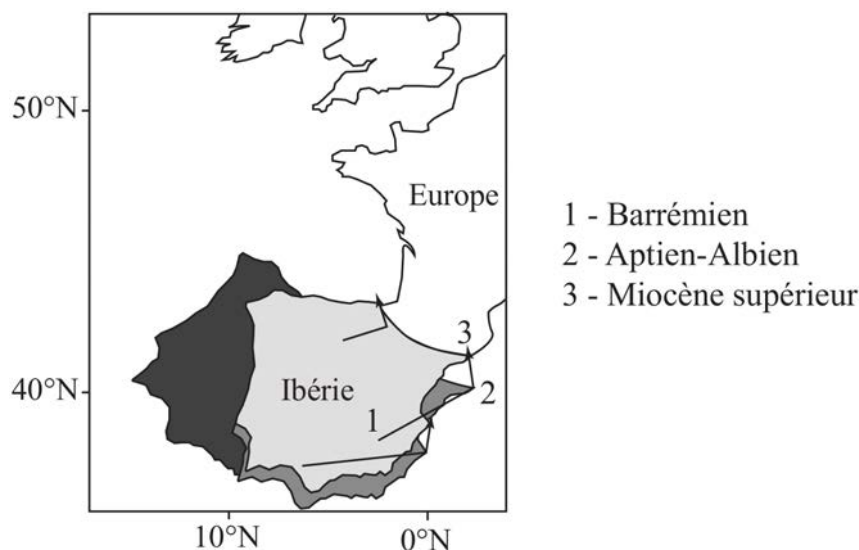 50°N
Europe
1 - Barrémien
2 - Aptien-Albien
3 - Miocène supérieur
3
40°N
Ibérie
1
2
10°N
0°N